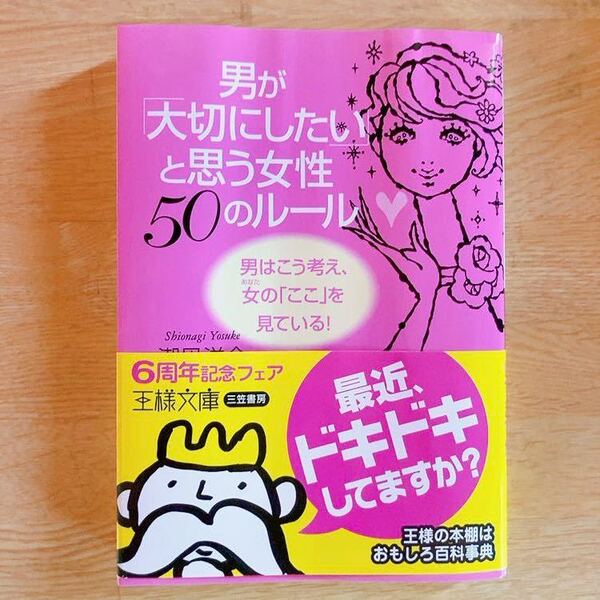 男が
「大切にしたい」
と思う女性
50のルール
男はこう考え、
あなた
女の「ここ」を
見ている!
Shionagi Yosuke
6周年記念フェア
王様文庫 三笠書房
最近、
ドキドキ
してますか?
王様の本棚は
おもしろ百科事典